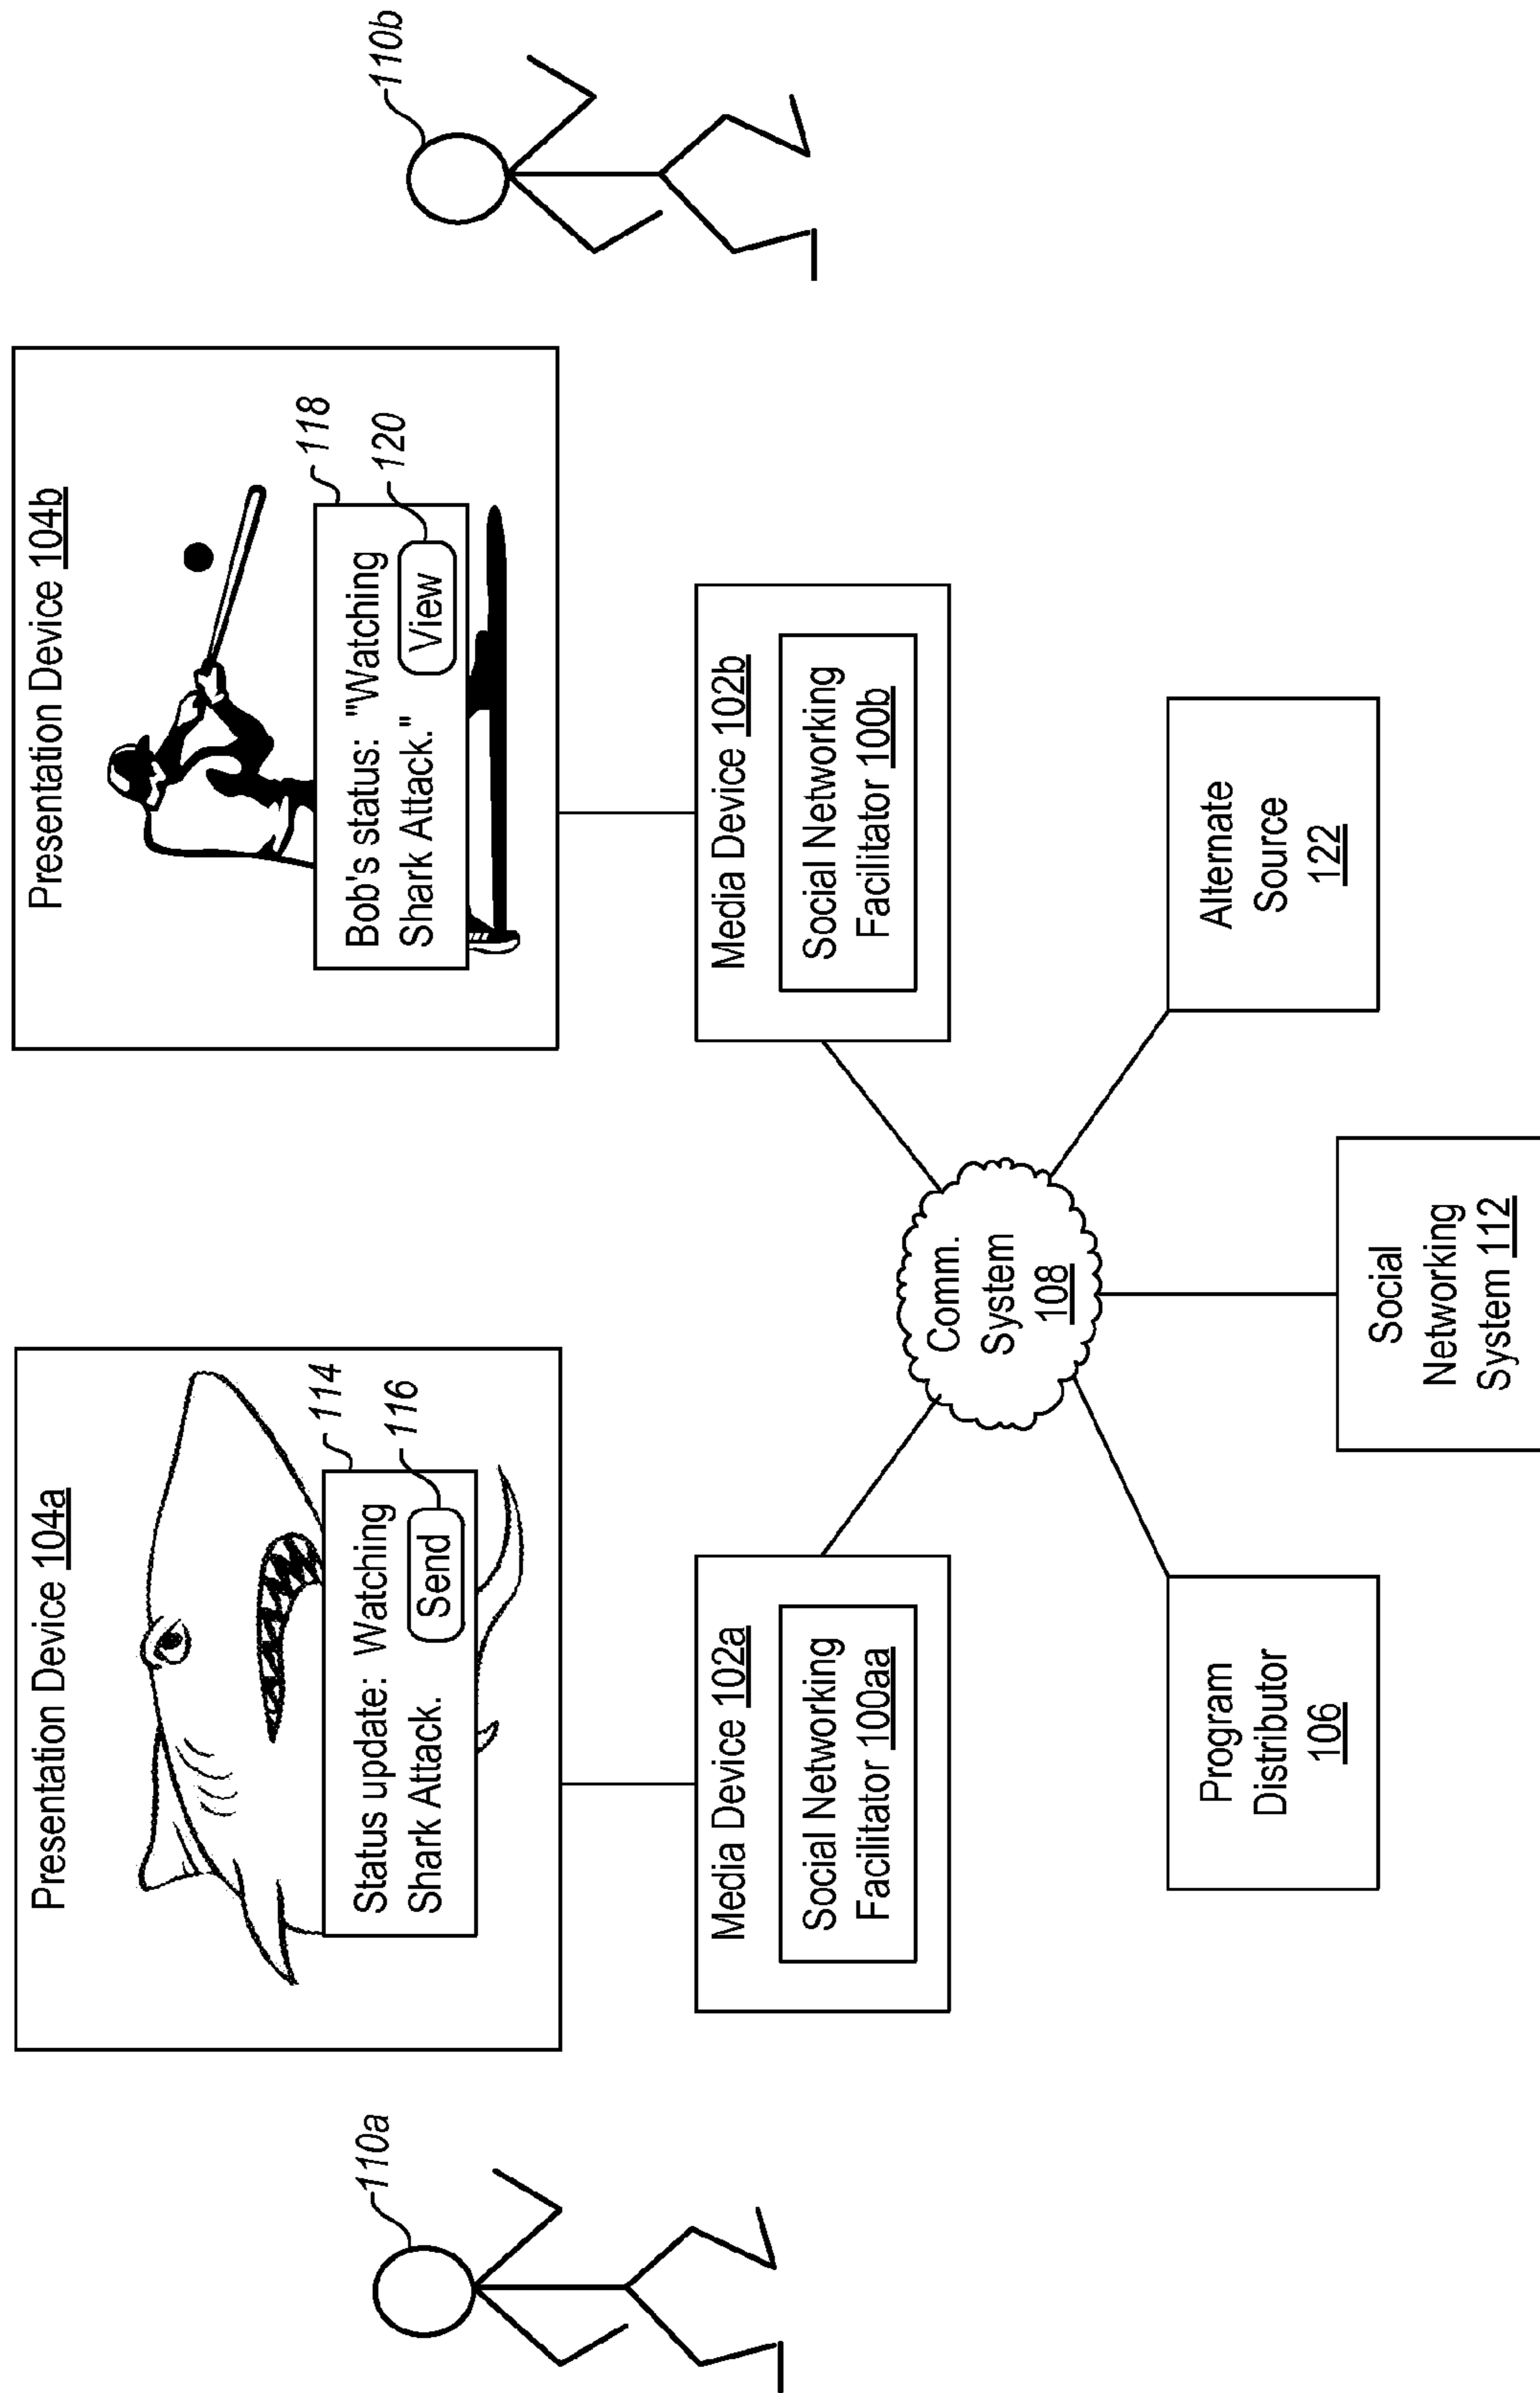 110a
Presentation Device 104a
114
Status update: Watching
Shark Attack.
116
Send
Media Device 102a
Social Networking
Facilitator 100aa
Presentation Device 104b
118
Bob's status: "Watching
Shark Attack."
120
View
Media Device 102b
Social Networking
Facilitator 100b
110b
Comm.
System
108
Program
Distributor
106
Social
Networking
System 112
Alternate
Source
122